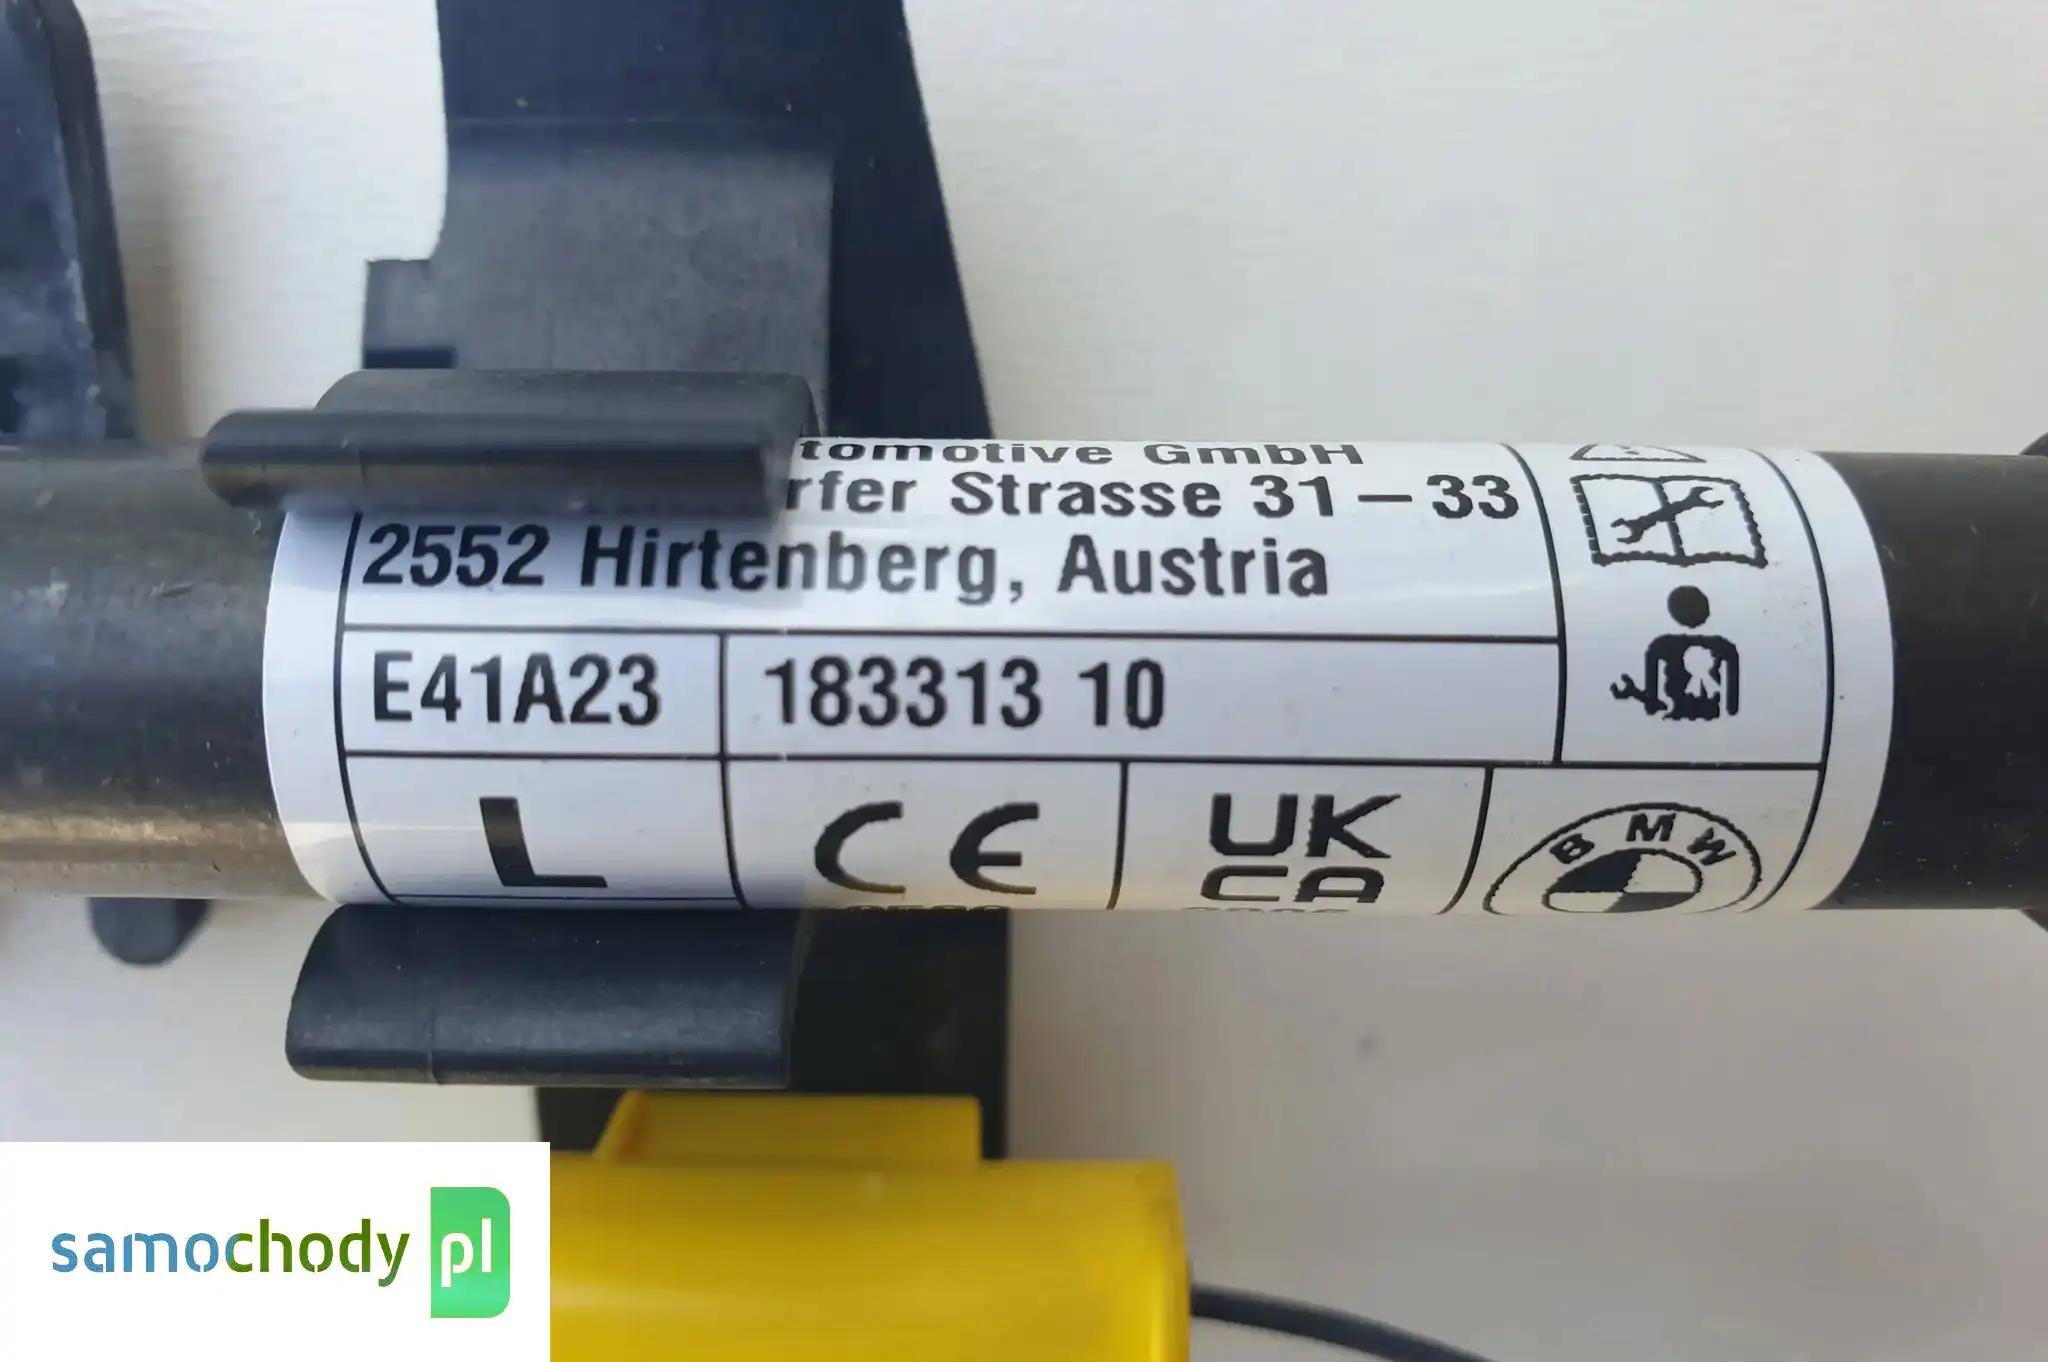 tomotive GmbH
rfer Strasse 31–33
2552 Hirtenberg, Austria
E41A23
183313 10
L
CE
UK
CA
BMW
samochody pl